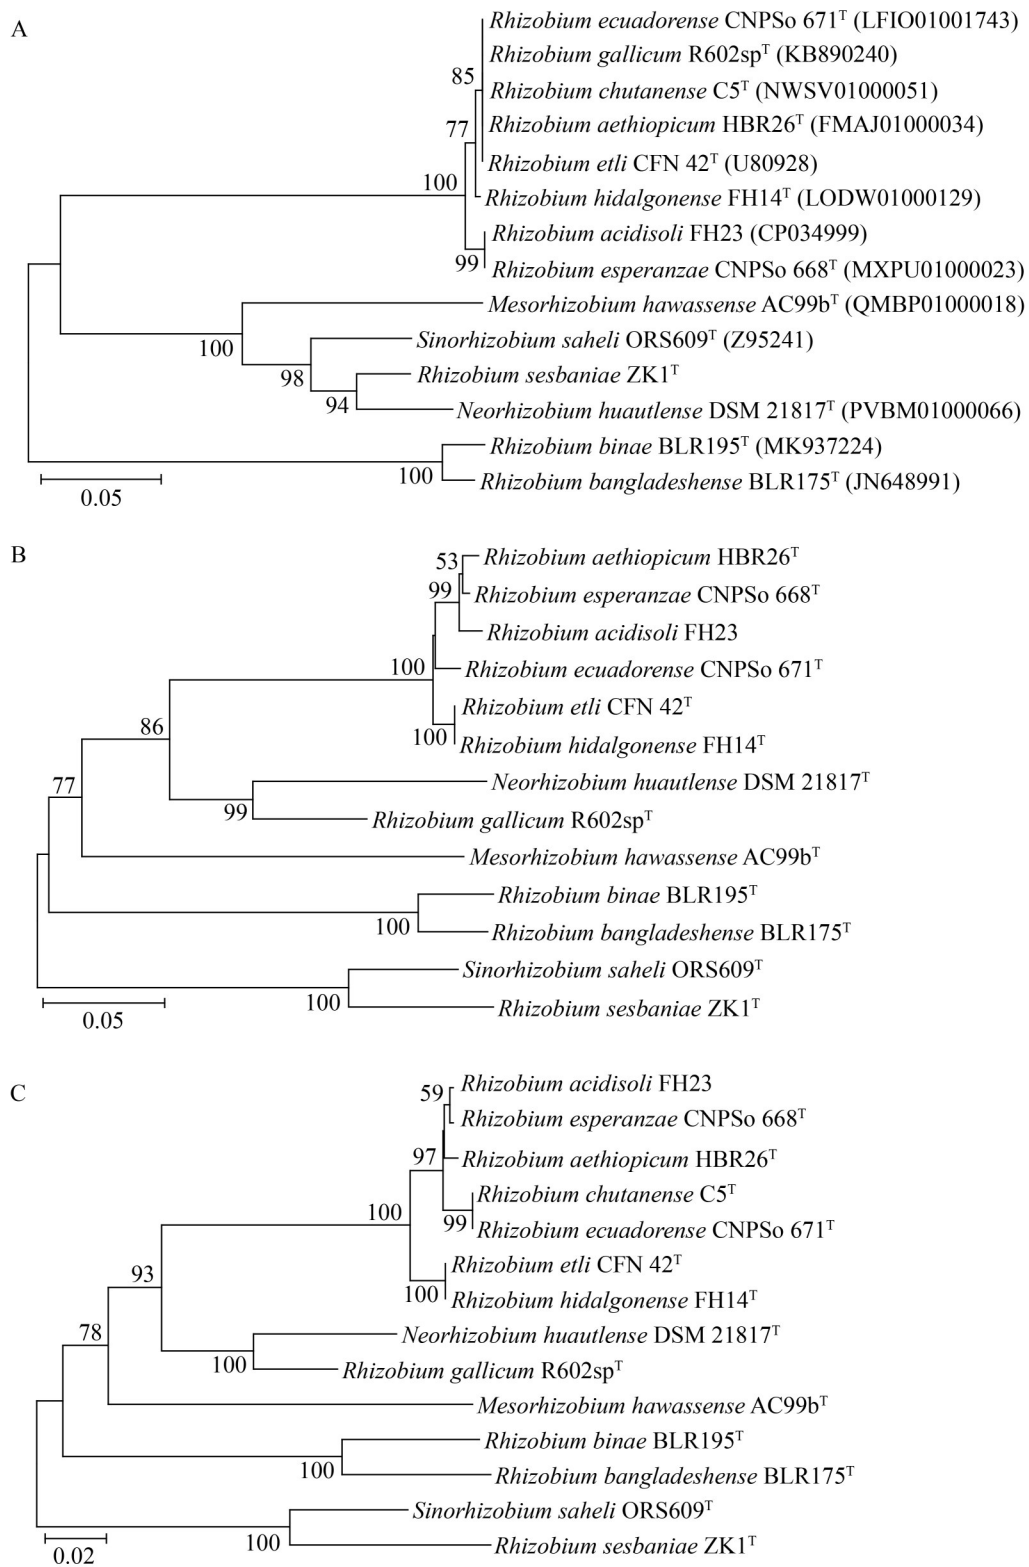 A
Rhizobium ecuadorense CNPSo 671ᵀ (LFIO01001743)
Rhizobium gallicum R602spᵀ (KB890240)
85
Rhizobium chutanense C5ᵀ (NWSV01000051)
77
Rhizobium aethiopicum HBR26ᵀ (FMAJ01000034)
Rhizobium etli CFN 42ᵀ (U80928)
100
Rhizobium hidalgonense FH14ᵀ (LODW01000129)
Rhizobium acidisoli FH23 (CP034999)
99
Rhizobium esperanzae CNPSo 668ᵀ (MXPU01000023)
Mesorhizobium hawassense AC99bᵀ (QMBP01000018)
100
Sinorhizobium saheli ORS609ᵀ (Z95241)
98
Rhizobium sesbaniae ZK1ᵀ
94
Neorhizobium huautlense DSM 21817ᵀ (PVBM01000066)
Rhizobium binae BLR195ᵀ (MK937224)
100
Rhizobium bangladeshense BLR175ᵀ (JN648991)
0.05
B
53
Rhizobium aethiopicum HBR26ᵀ
99
Rhizobium esperanzae CNPSo 668ᵀ
Rhizobium acidisoli FH23
100
Rhizobium ecuadorense CNPSo 671ᵀ
Rhizobium etli CFN 42ᵀ
100
Rhizobium hidalgonense FH14ᵀ
86
77
Neorhizobium huautlense DSM 21817ᵀ
99
Rhizobium gallicum R602spᵀ
Mesorhizobium hawassense AC99bᵀ
Rhizobium binae BLR195ᵀ
100
Rhizobium bangladeshense BLR175ᵀ
Sinorhizobium saheli ORS609ᵀ
100
Rhizobium sesbaniae ZK1ᵀ
0.05
C
59
Rhizobium acidisoli FH23
Rhizobium esperanzae CNPSo 668ᵀ
97
Rhizobium aethiopicum HBR26ᵀ
Rhizobium chutanense C5ᵀ
100
99
Rhizobium ecuadorense CNPSo 671ᵀ
Rhizobium etli CFN 42ᵀ
93
100
Rhizobium hidalgonense FH14ᵀ
78
Neorhizobium huautlense DSM 21817ᵀ
100
Rhizobium gallicum R602spᵀ
Mesorhizobium hawassense AC99bᵀ
Rhizobium binae BLR195ᵀ
100
Rhizobium bangladeshense BLR175ᵀ
Sinorhizobium saheli ORS609ᵀ
100
Rhizobium sesbaniae ZK1ᵀ
0.02